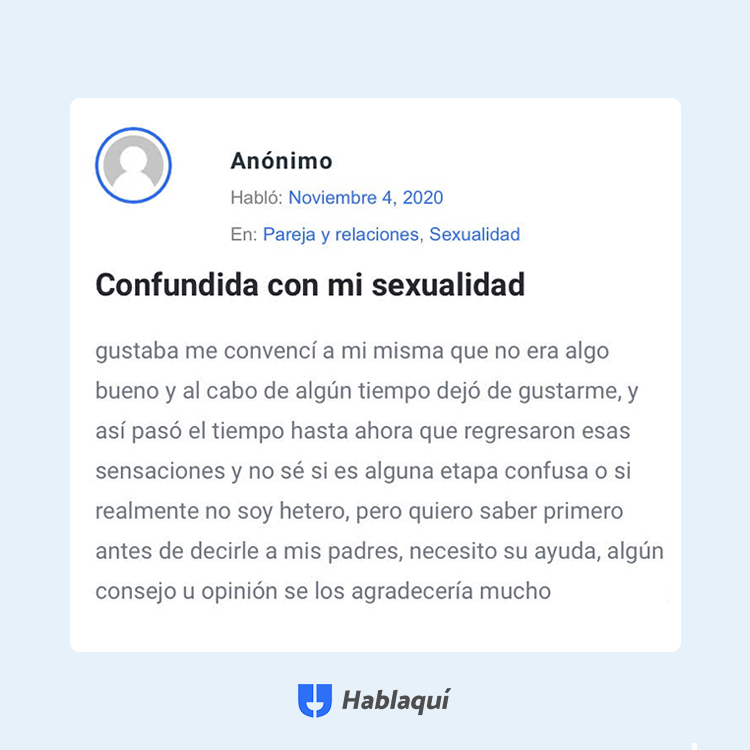 Anónimo
Habló: Noviembre 4, 2020
En: Pareja y relaciones, Sexualidad
Confundida con mi sexualidad
gustaba me convencí a mi misma que no era algo
bueno y al cabo de algún tiempo dejó de gustarme, y
así pasó el tiempo hasta ahora que regresaron esas
sensaciones y no sé si es alguna etapa confusa o si
realmente no soy hetero, pero quiero saber primero
antes de decirle a mis padres, necesito su ayuda, algún
consejo u opinión se los agradecería mucho
Hablaquí